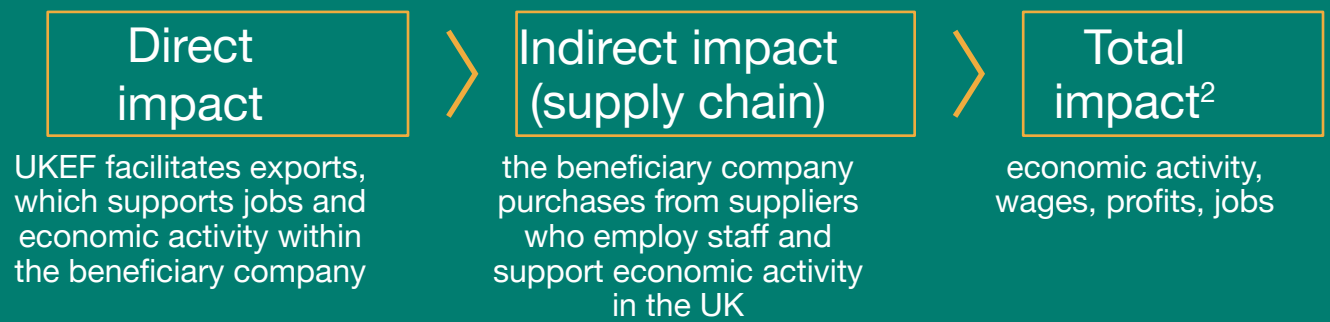 Direct
impact
UKEF facilitates exports,
which supports jobs and
economic activity within
the beneficiary company
Indirect impact
(supply chain)
the beneficiary company
purchases from suppliers
who employ staff and
support economic activity
in the UK
Total
impact²
economic activity,
wages, profits, jobs